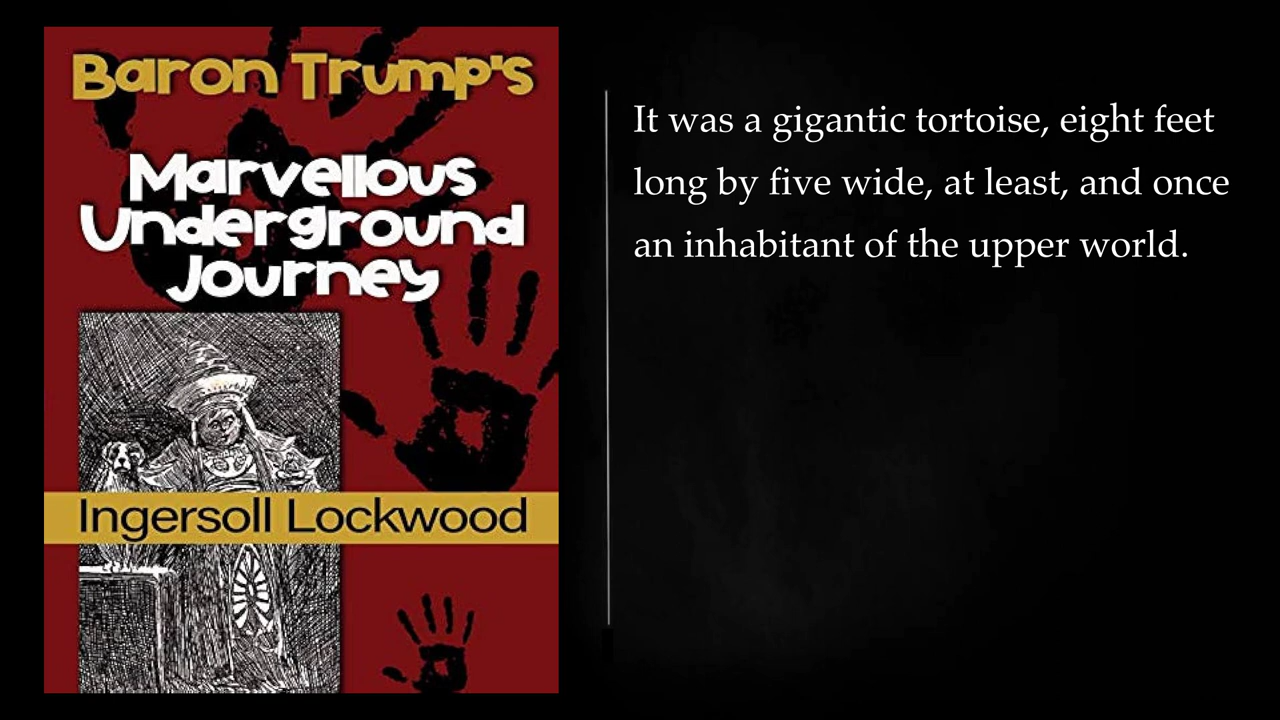 Baron Trump's
Marvellous
Underground
Journey
Ingersoll Lockwood
It was a gigantic tortoise, eight feet
long by five wide, at least, and once
an inhabitant of the upper world.